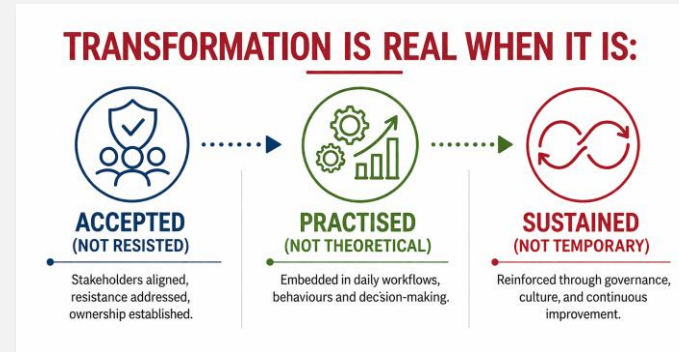 TRANSFORMATION IS REAL WHEN IT IS:
ACCEPTED
(NOT RESISTED)
Stakeholders aligned,
resistance addressed,
ownership established.
PRACTISED
(NOT THEORETICAL)
Embedded in daily workflows,
behaviours and decision-making.
SUSTAINED
(NOT TEMPORARY)
Reinforced through governance,
culture, and continuous
improvement.